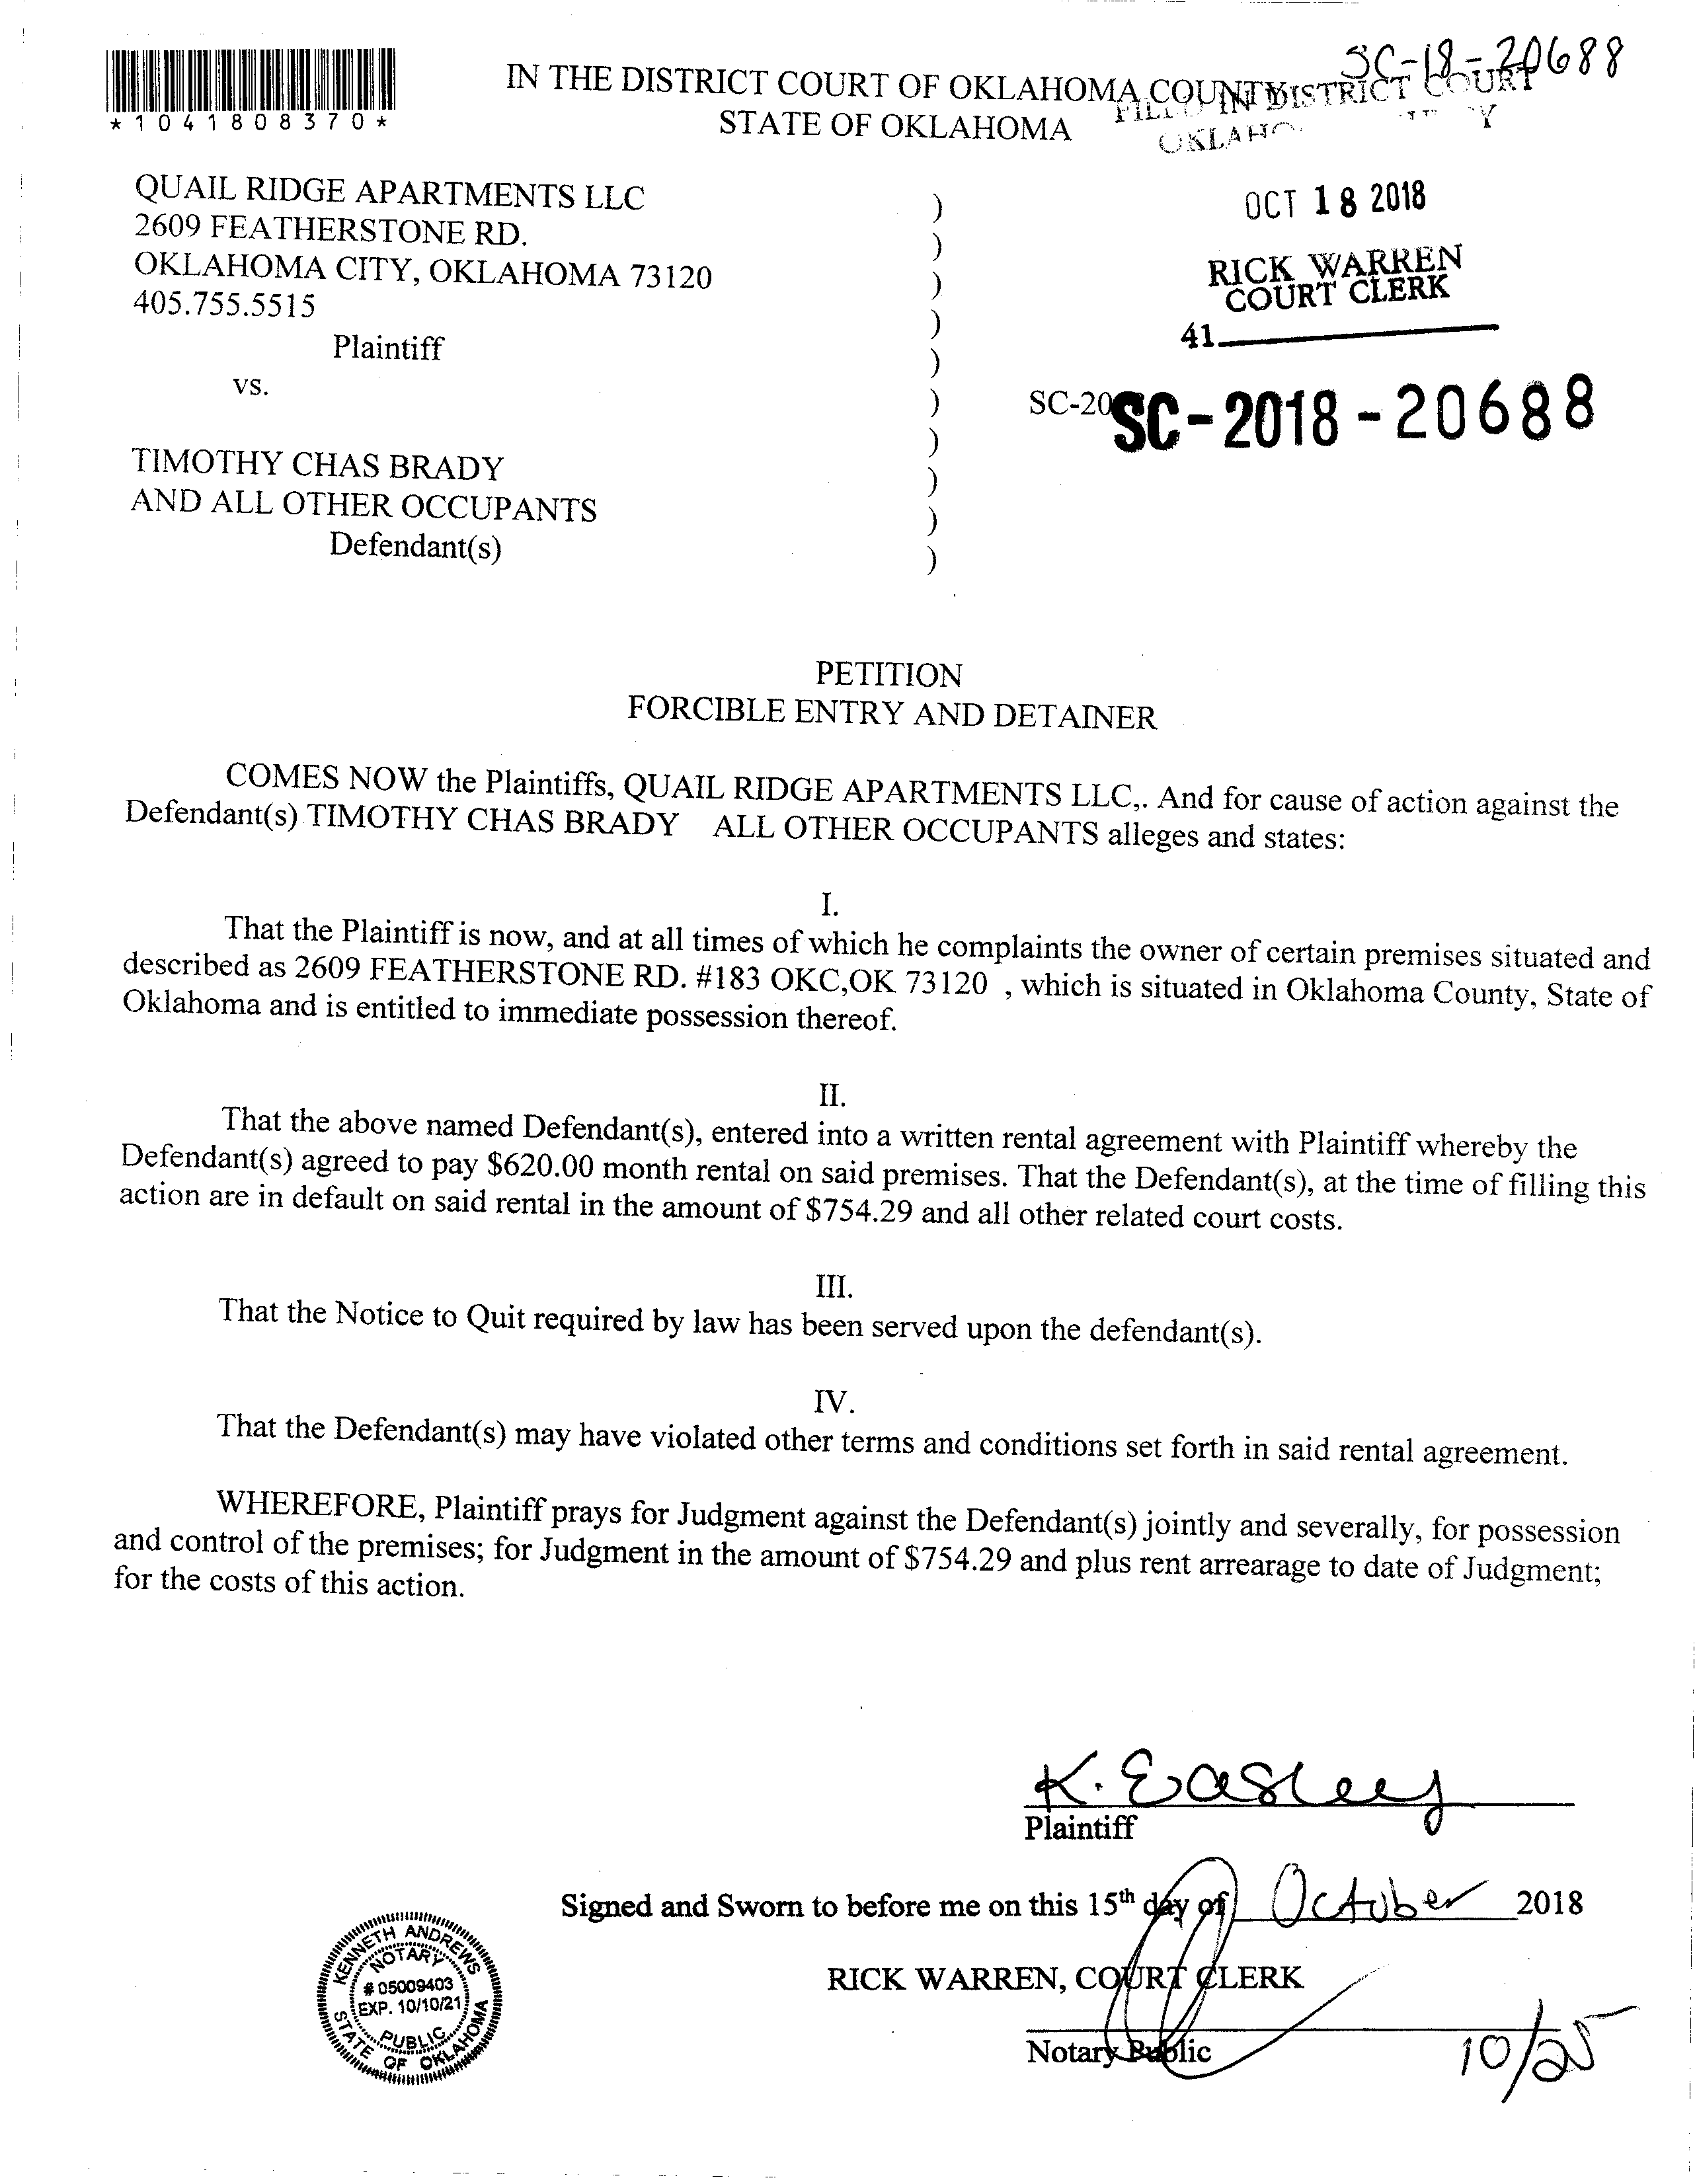 SC-18-20688
*1041808370*
IN THE DISTRICT COURT OF OKLAHOMA COUNTY
STATE OF OKLAHOMA
FILED IN DISTRICT COURT
QUAIL RIDGE APARTMENTS LLC
2609 FEATHERSTONE RD.
OKLAHOMA CITY, OKLAHOMA 73120
405.755.5515
Plaintiff
vs.
TIMOTHY CHAS BRADY
AND ALL OTHER OCCUPANTS
Defendant(s)
)
)
)
)
)
)
)
)
)
)
OCT 18 2018
RICK WARREN
COURT CLERK
41
SC-20
SC-2018-20688
PETITION
FORCIBLE ENTRY AND DETAINER
COMES NOW the Plaintiffs, QUAIL RIDGE APARTMENTS LLC,. And for cause of action against the
Defendant(s) TIMOTHY CHAS BRADY ALL OTHER OCCUPANTS alleges and states:
I.
That the Plaintiff is now, and at all times of which he complaints the owner of certain premises situated and
described as 2609 FEATHERSTONE RD. #183 OKC,OK 73120 , which is situated in Oklahoma County, State of
Oklahoma and is entitled to immediate possession thereof.
II.
That the above named Defendant(s), entered into a written rental agreement with Plaintiff whereby the
Defendant(s) agreed to pay $620.00 month rental on said premises. That the Defendant(s), at the time of filling this
action are in default on said rental in the amount of $754.29 and all other related court costs.
III.
That the Notice to Quit required by law has been served upon the defendant(s).
IV.
That the Defendant(s) may have violated other terms and conditions set forth in said rental agreement.
WHEREFORE, Plaintiff prays for Judgment against the Defendant(s) jointly and severally, for possession
and control of the premises; for Judgment in the amount of $754.29 and plus rent arrearage to date of Judgment;
for the costs of this action.
K. Easley
Plaintiff
Signed and Sworn to before me on this 15th day of October 2018
RICK WARREN, COURT CLERK
Notary Public
10/25
KENNETH ANDREWS
NOTARY
# 05009403
EXP. 10/10/21
PUBLIC
STATE OF OKLAHOMA